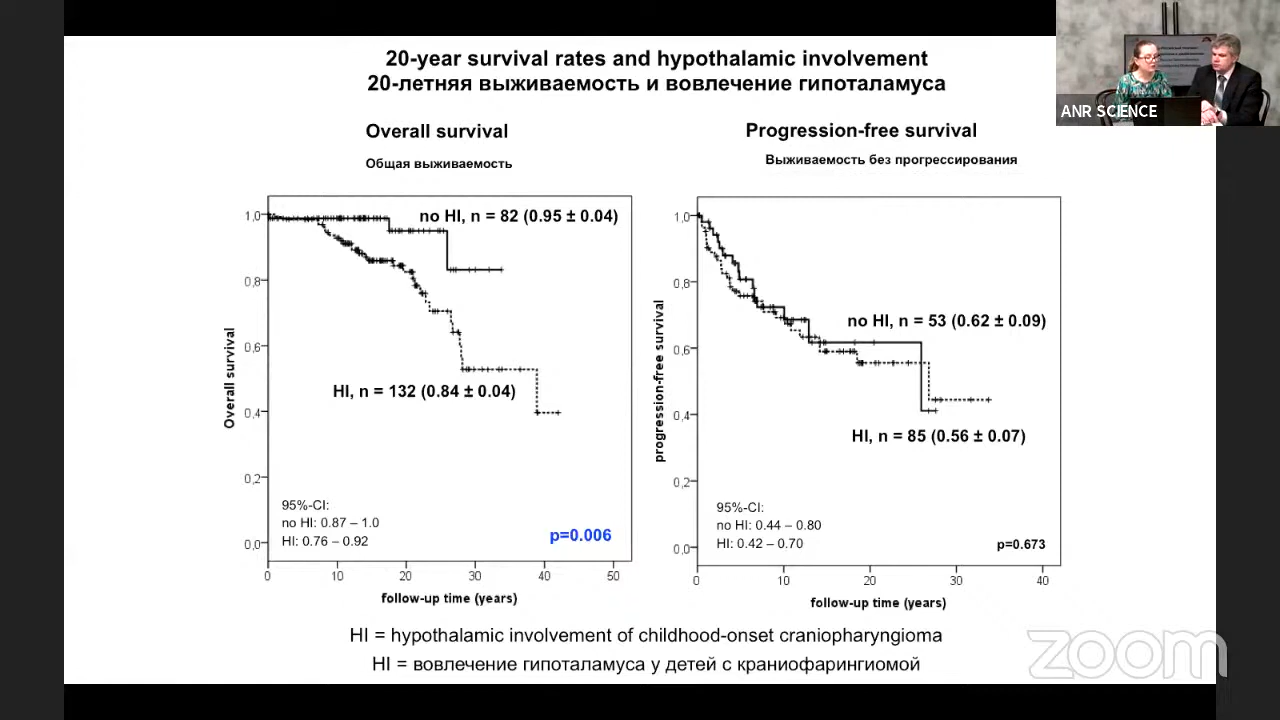 20-year survival rates and hypothalamic involvement
20-летняя выживаемость и вовлечение гипоталамуса
ANR SCIENCE
Overall survival
Общая выживаемость
Progression-free survival
Выживаемость без прогрессирования
no HI, n = 82 (0.95 ± 0.04)
HI, n = 132 (0.84 ± 0.04)
95%-CI:
no HI: 0.87 – 1.0
HI: 0.76 – 0.92
p=0.006
Overall survival
1,0
0,8
0,6
0,4
0,2
0,0
0 10 20 30 40 50
follow-up time (years)
no HI, n = 53 (0.62 ± 0.09)
HI, n = 85 (0.56 ± 0.07)
95%-CI:
no HI: 0.44 – 0.80
HI: 0.42 – 0.70
p=0.673
progression-free survival
1,0
0,8
0,6
0,4
0,2
0,0
0 10 20 30 40
follow-up time (years)
HI = hypothalamic involvement of childhood-onset craniopharyngioma
HI = вовлечение гипоталамуса у детей с краниофарингиомой
zoom